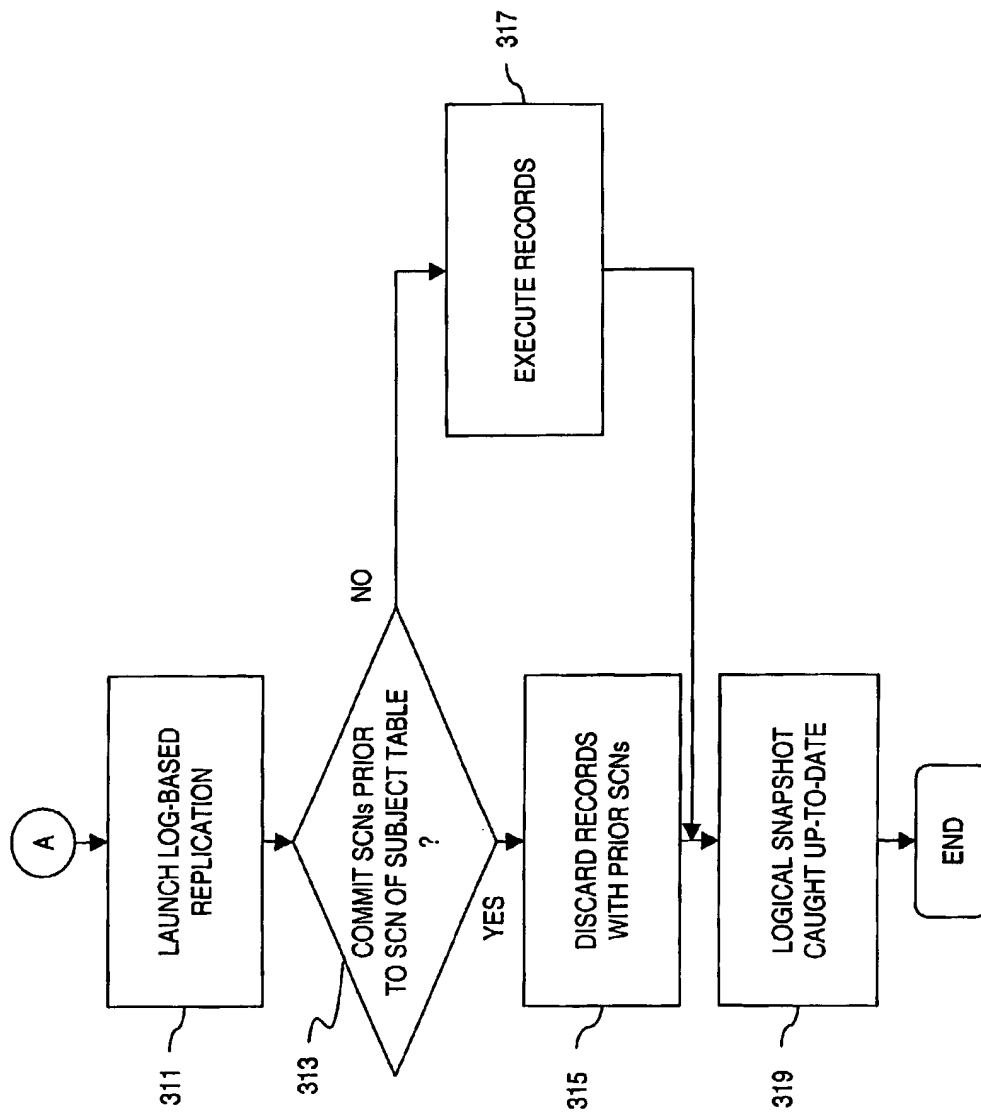 A
LAUNCH LOG-BASED
REPLICATION
311
COMMIT SCNs PRIOR
TO SCN OF SUBJECT TABLE
?
313
NO
YES
EXECUTE RECORDS
317
DISCARD RECORDS
WITH PRIOR SCNs
315
LOGICAL SNAPSHOT
CAUGHT UP-TO-DATE
319
END